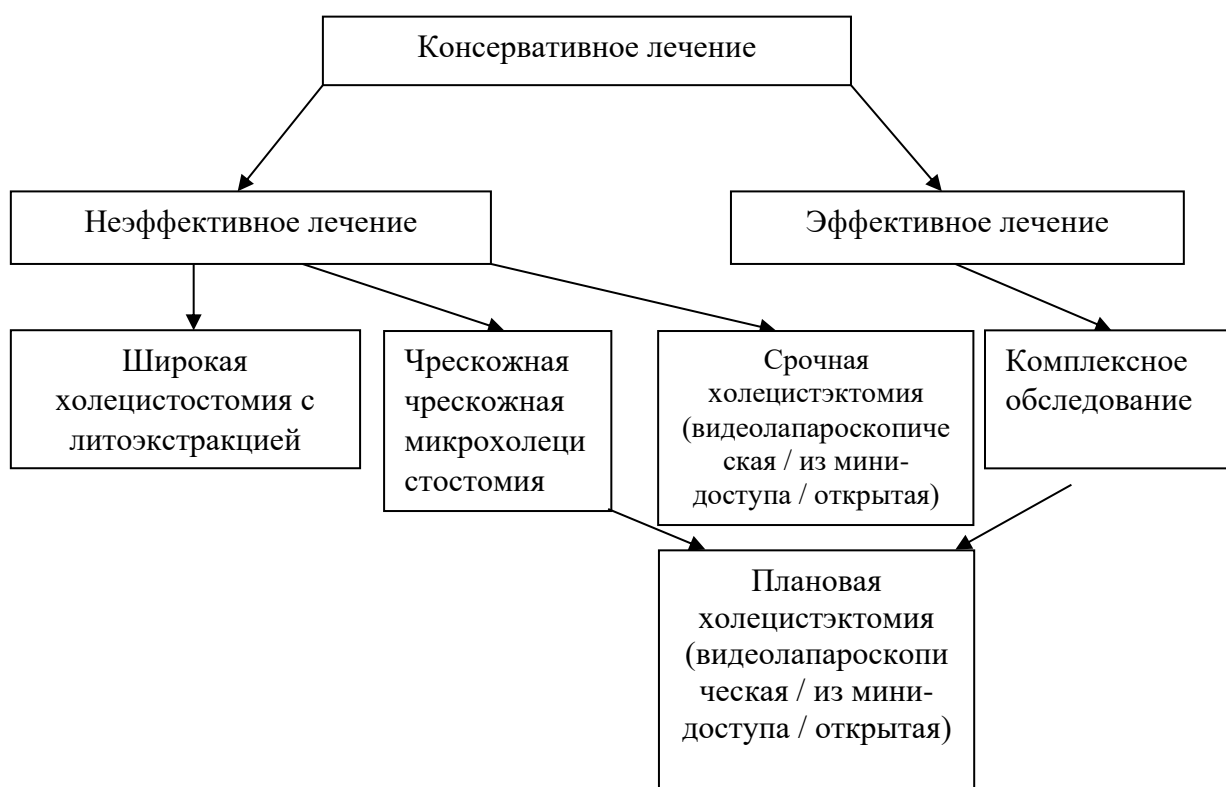 Консервативное лечение
Неэффективное лечение
Эффективное лечение
Широкая
холецистостомия с
литоэкстракцией
Чрескожная
чрескожная
микрохолеци
стостомия
Срочная
холецистэктомия
(видеолапароскопиче
ская / из мини-
доступа / открытая)
Комплексное
обследование
Плановая
холецистэктомия
(видеолапароскопи
ческая / из мини-
доступа / открытая)